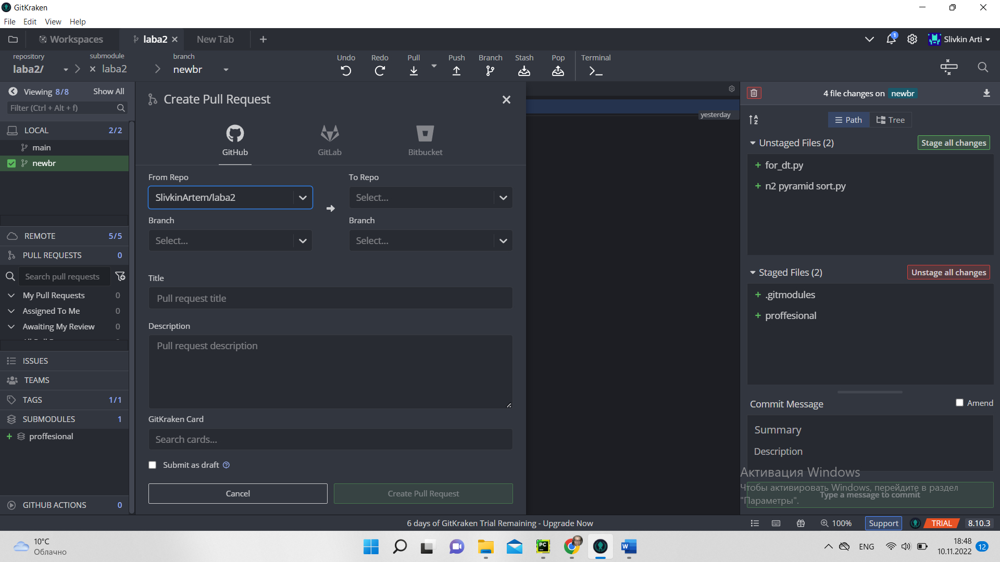 GitKraken
File Edit View Help
Workspaces
laba2
New Tab
1
Slivkin Arti
repository
laba2/
submodule
laba2
branch
newbr
Undo
Redo
Pull
Push
Branch
Stash
Pop
Terminal
Viewing 8/8 Show All
Filter (Ctrl + Alt + f)
LOCAL 2/2
main
newbr
REMOTE 5/5
PULL REQUESTS 0
Search pull requests
My Pull Requests 0
Assigned To Me 0
Awaiting My Review 0
ISSUES
TEAMS
TAGS 1/1
SUBMODULES 1
proffesional
GITHUB ACTIONS 0
Create Pull Request
GitHub
GitLab
Bitbucket
From Repo
SlivkinArtem/laba2
Branch
Select...
To Repo
Select...
Branch
Select...
Title
Pull request title
Description
Pull request description
GitKraken Card
Search cards...
Submit as draft
Cancel
Create Pull Request
yesterday
4 file changes on newbr
Path
Tree
Unstaged Files (2)
Stage all changes
for_dt.py
n2 pyramid sort.py
Staged Files (2)
Unstage all changes
.gitmodules
proffesional
Commit Message
Amend
Summary
Description
Type a message to commit
Активация Windows
Чтобы активировать Windows, перейдите в раздел
"Параметры".
6 days of GitKraken Trial Remaining - Upgrade Now
100%
Support
TRIAL
8.10.3
10°C
Облачно
PC
W
ENG
18:48
10.11.2022
12